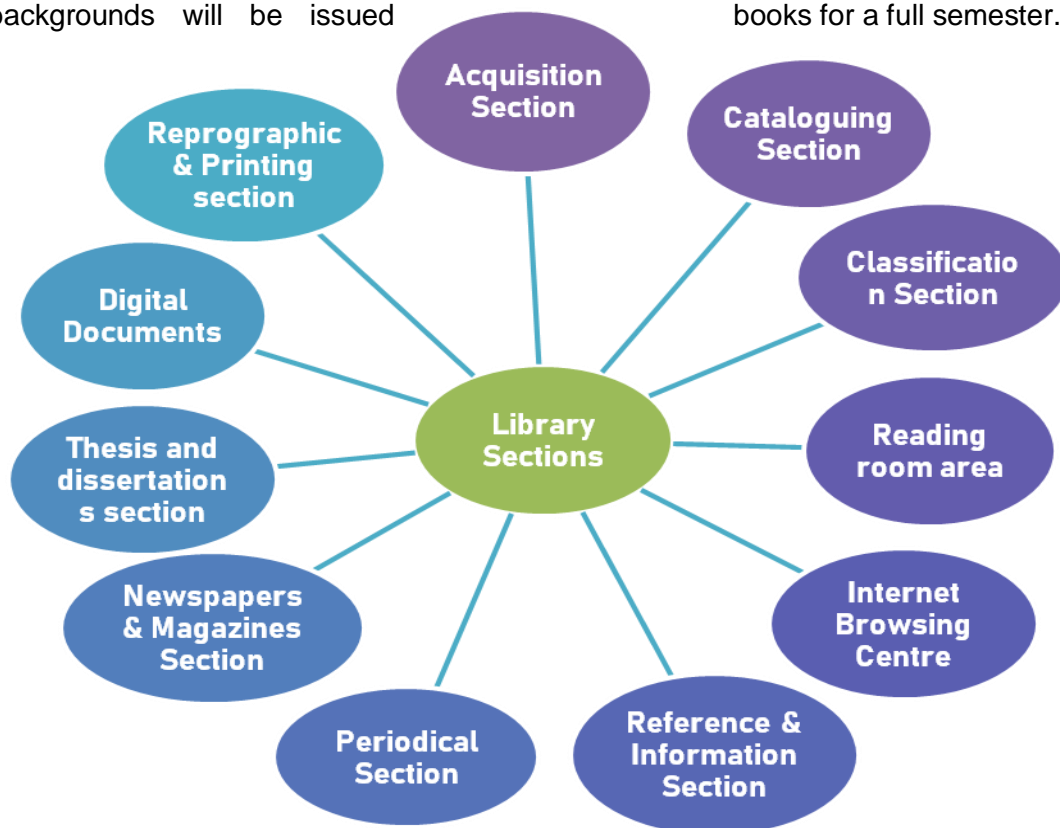 backgrounds will be issued
books for a full semester.
Acquisition
Section
Cataloguing
Section
Classificatio
n Section
Reading
room area
Internet
Browsing
Centre
Reference &
Information
Section
Periodical
Section
Newspapers
& Magazines
Section
Thesis and
dissertation
s section
Digital
Documents
Reprographic
& Printing
section
Library
Sections